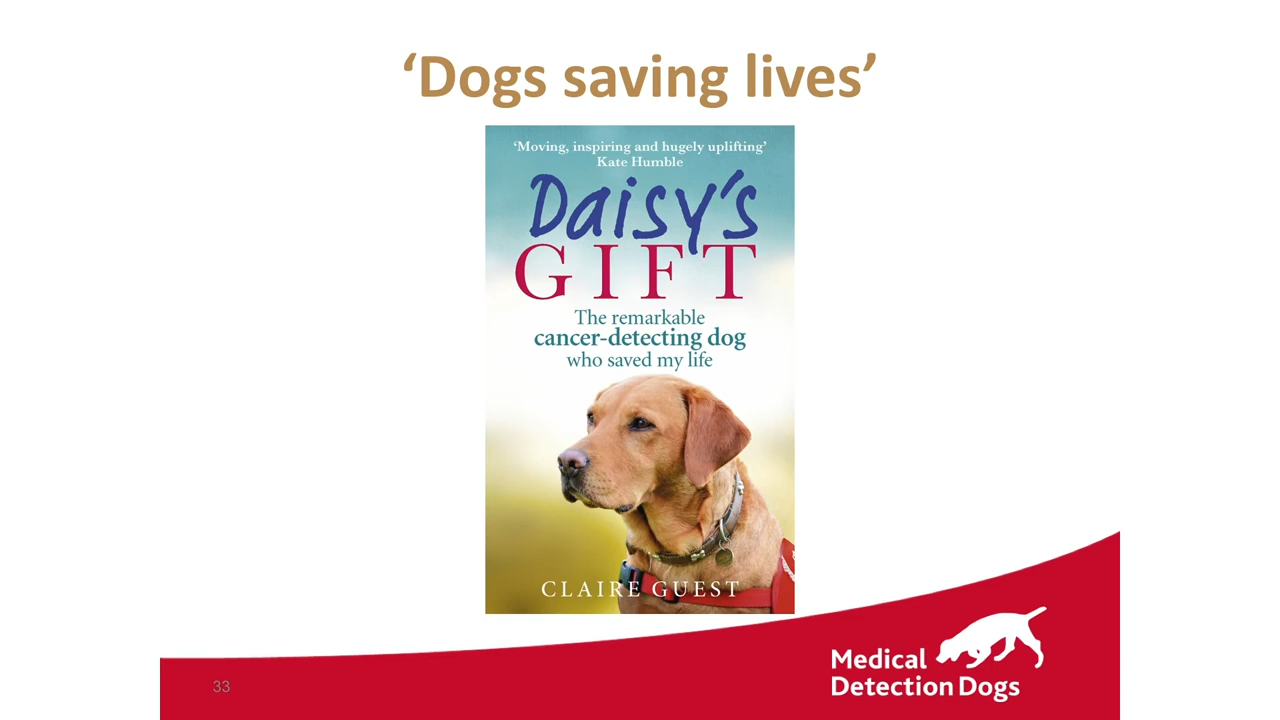 ‘Dogs saving lives’
‘Moving, inspiring and hugely uplifting’
Kate Humble
Daisy’s
GIFT
The remarkable
cancer-detecting dog
who saved my life
CLAIRE GUEST
33
Medical
Detection Dogs